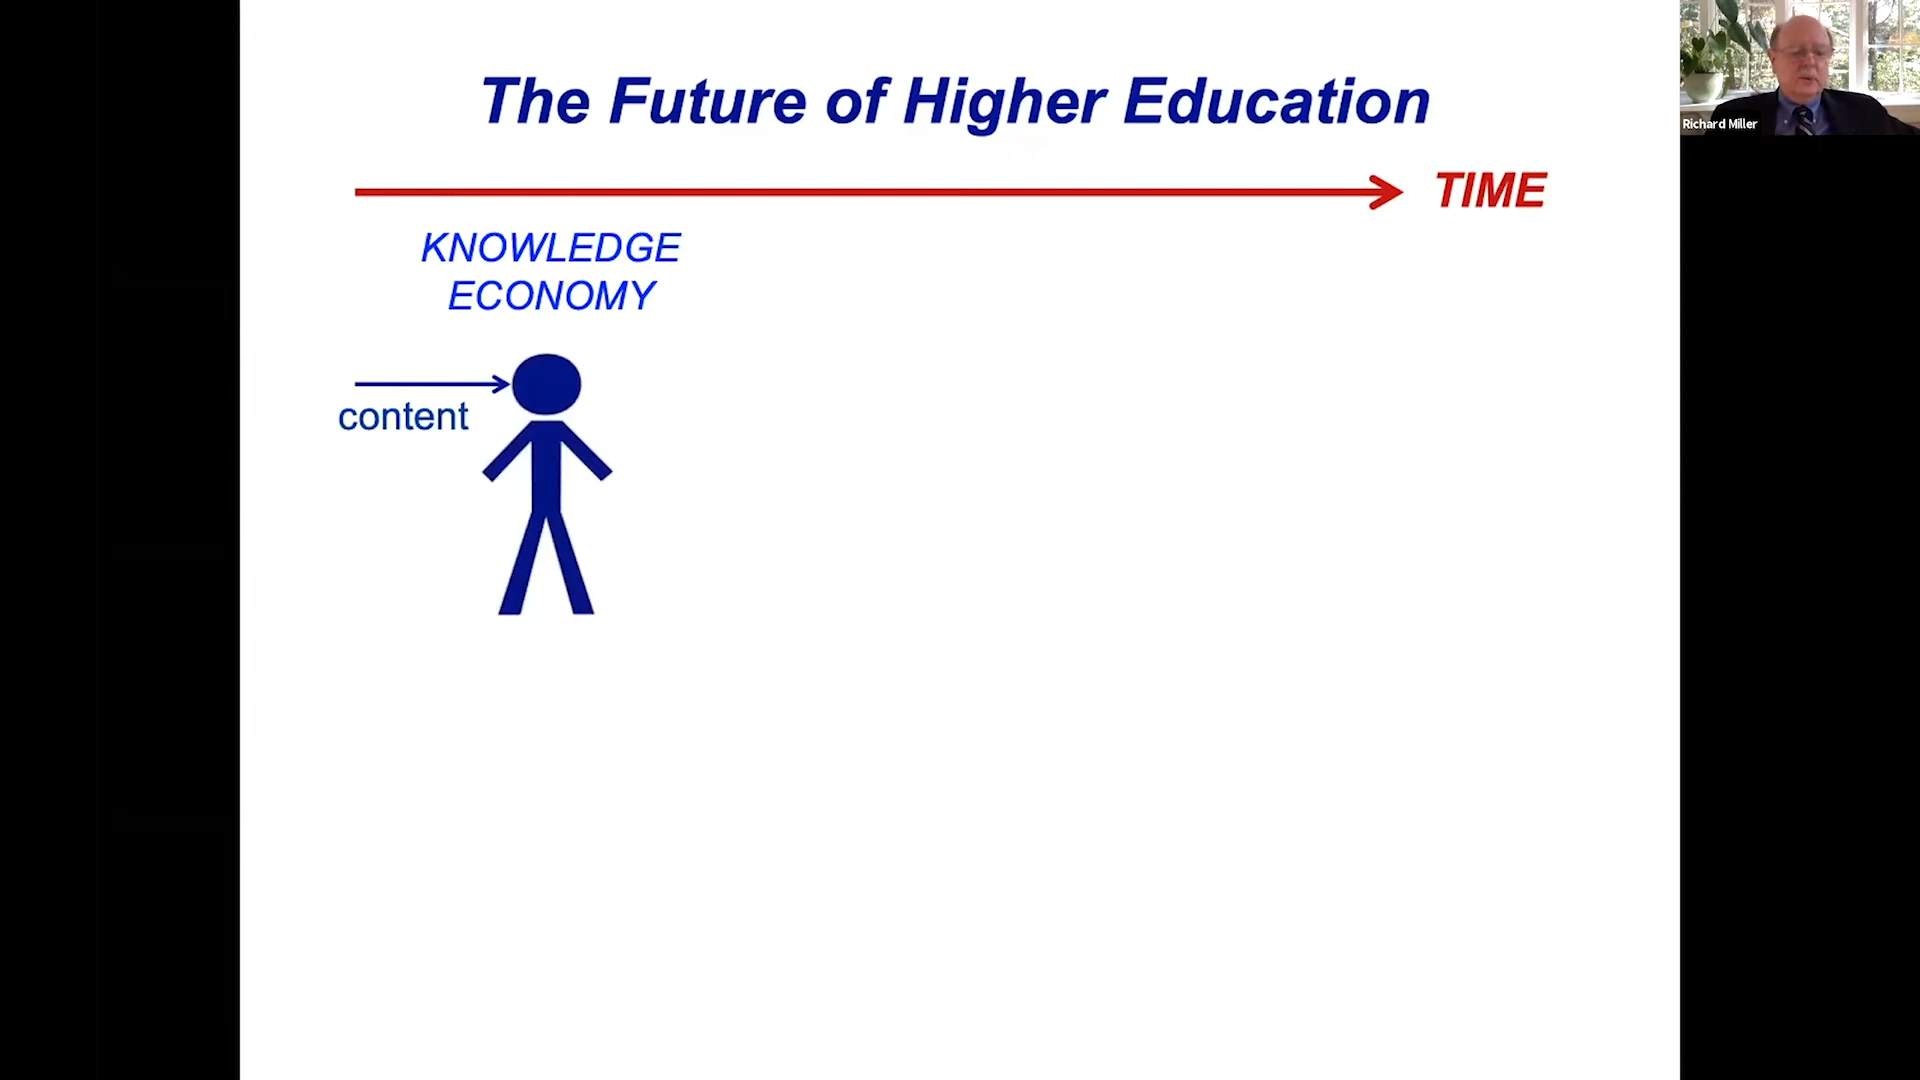 The Future of Higher Education
TIME
KNOWLEDGE
ECONOMY
content
Richard Miller